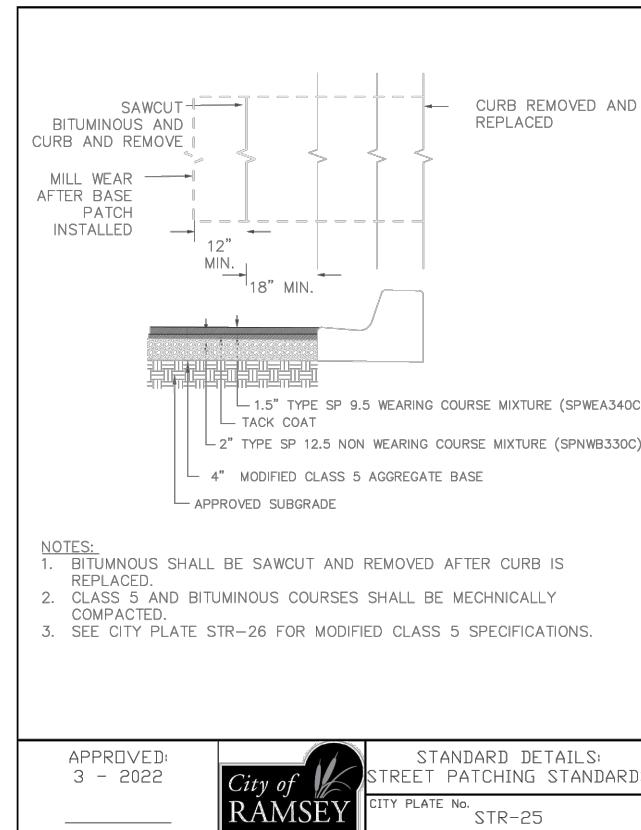 SAWCUT
BITUMINOUS AND
CURB AND REMOVE
CURB REMOVED AND
REPLACED
MILL WEAR
AFTER BASE
PATCH
INSTALLED
12"
MIN.
18" MIN.
1.5" TYPE SP 9.5 WEARING COURSE MIXTURE (SPWEA340C
TACK COAT
2" TYPE SP 12.5 NON WEARING COURSE MIXTURE (SPNWB330C)
4" MODIFIED CLASS 5 AGGREGATE BASE
APPROVED SUBGRADE
NOTES:
1. BITUMNOUS SHALL BE SAWCUT AND REMOVED AFTER CURB IS
REPLACED.
2. CLASS 5 AND BITUMINOUS COURSES SHALL BE MECHNICALLY
COMPACTED.
3. SEE CITY PLATE STR-26 FOR MODIFIED CLASS 5 SPECIFICATIONS.
APPROVED:
3 - 2022
City of
RAMSEY
STANDARD DETAILS:
STREET PATCHING STANDARD
CITY PLATE No.
STR-25